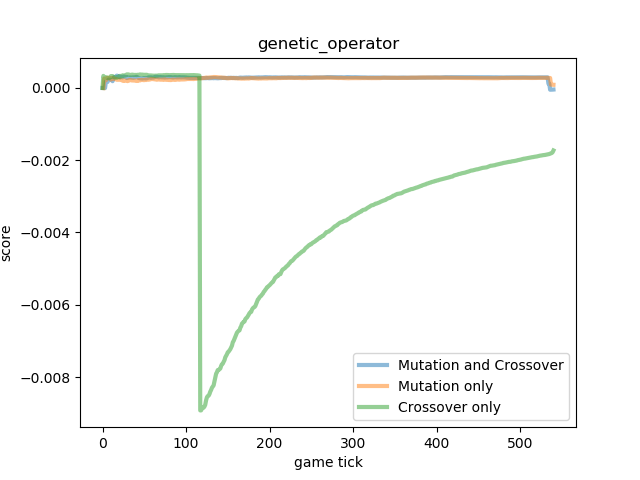 genetic_operator
0.000
−0.002
−0.004
−0.006
−0.008
score
0
100
200
300
400
500
game tick
Mutation and Crossover
Mutation only
Crossover only